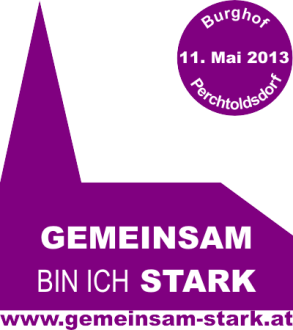 Burghof
11. Mai 2013
Perchtoldsdorf
GEMEINSAM
BIN ICH STARK
www.gemeinsam-stark.at